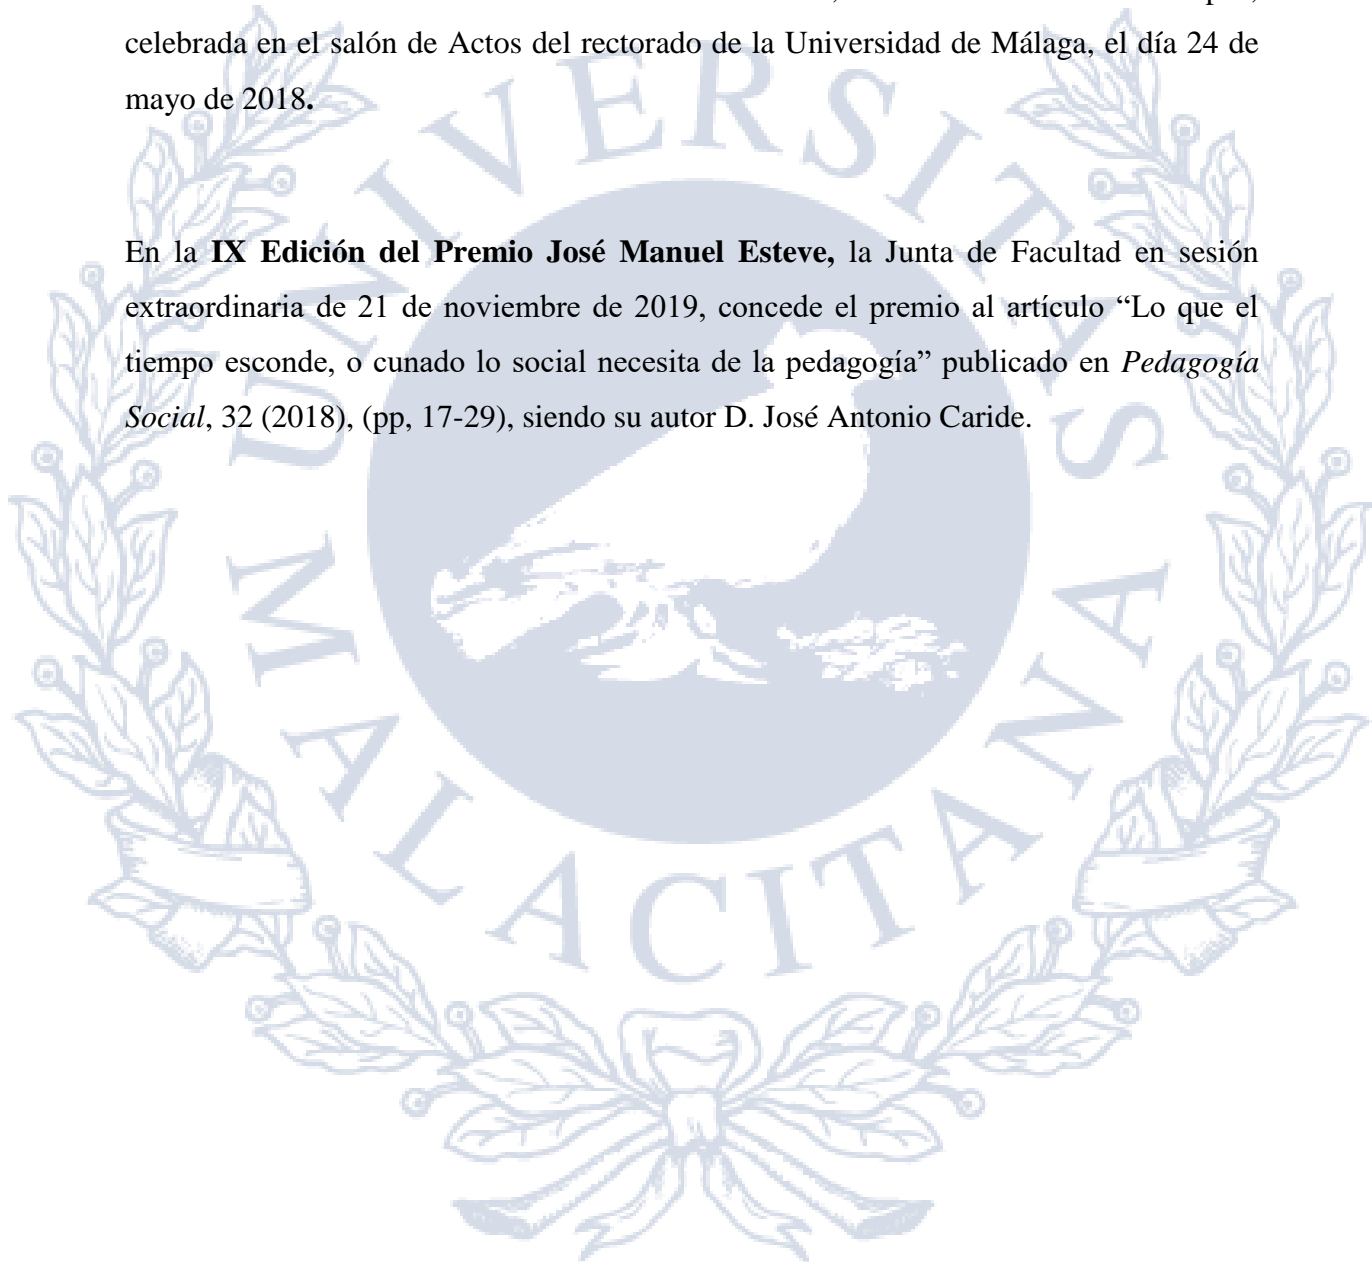 celebrada en el salón de Actos del rectorado de la Universidad de Málaga, el día 24 de
mayo de 2018.
En la IX Edición del Premio José Manuel Esteve, la Junta de Facultad en sesión
extraordinaria de 21 de noviembre de 2019, concede el premio al artículo “Lo que el
tiempo esconde, o cunado lo social necesita de la pedagogía” publicado en Pedagogía
Social, 32 (2018), (pp, 17-29), siendo su autor D. José Antonio Caride.
UNIVERSITAS
MALACITANA